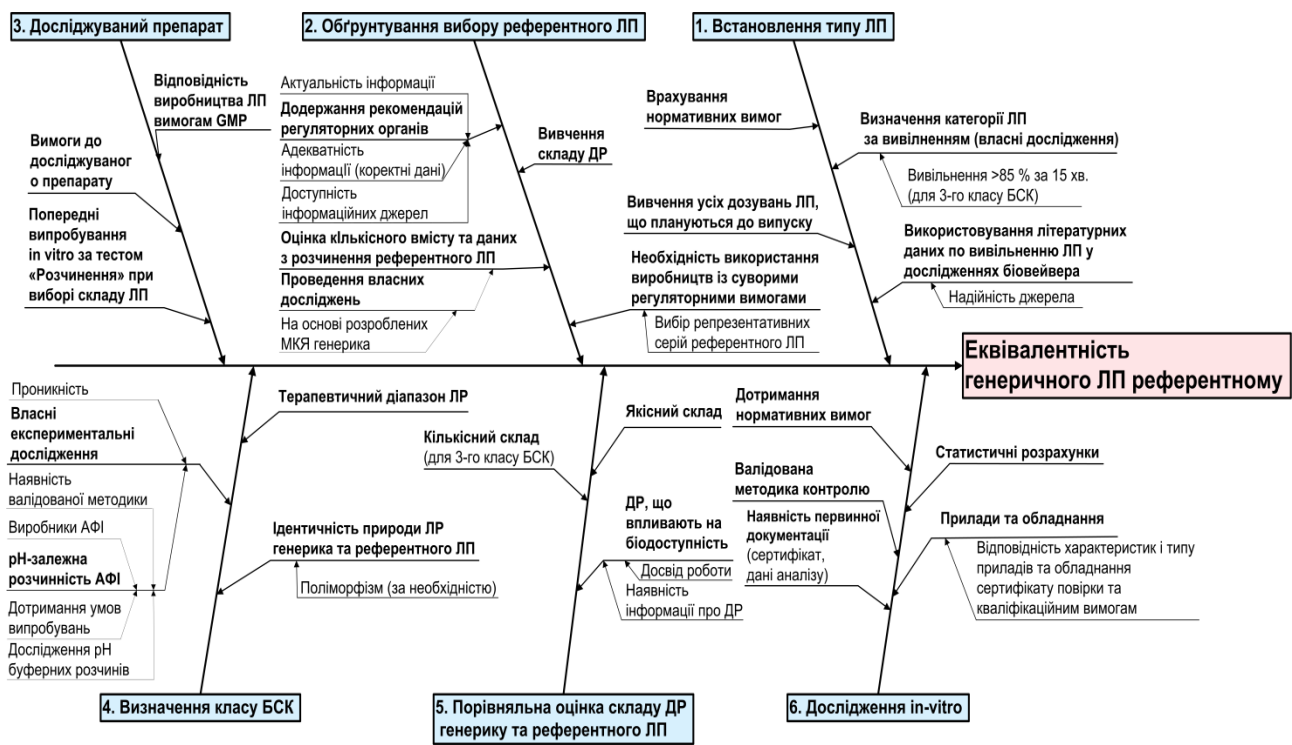 3. Досліджуваний препарат
2. Обґрунтування вибору референтного ЛП
1. Встановлення типу ЛП
Відповідність
виробництва ЛП
вимогам GMP
Вимоги до
досліджуваног
о препарату
Попередні
випробування
in vitro за тестом
«Розчинення» при
виборі складу ЛП
Актуальність інформації
Додержання рекомендацій
регуляторних органів
Адекватність
інформації (коректні дані)
Доступність
інформаційних джерел
Оцінка кІлькісного вмісту та даних
з розчинення референтного ЛП
Проведення власних
досліджень
На основі розроблених
МКЯ генерика
Вивчення
складу ДР
Врахування
нормативних вимог
Вивчення усіх дозувань ЛП,
що плануються до випуску
Необхідність використання
виробництв із суворими
регуляторними вимогами
Вибір репрезентативних
серій референтного ЛП
Визначення категорії ЛП
за вивілненням (власні дослідження)
Вивільнення >85 % за 15 хв.
(для 3-го класу БСК)
Використовування літературних
даних по вивільненню ЛП у
дослідженнях біовейвера
Надійність джерела
Еквівалентність
генеричного ЛП референтному
Проникність
Власні
експериментальні
дослідження
Наявність
валідованої методики
Виробники АФІ
рН-залежна
розчинність АФІ
Дотримання умов
випробувань
Дослідження рН
буферних розчинів
Терапевтичний діапазон ЛР
Ідентичність природи ЛР
генерика та референтного ЛП
Поліморфізм (за необхідністю)
Кількісний склад
(для 3-го класу БСК)
Якісний склад
ДР, що
впливають на
біодоступність
Досвід роботи
Наявність
інформації про ДР
Дотримання
нормативних вимог
Валідована
методика контролю
Наявність первинної
документації
(сертифікат,
дані аналізу)
Статистичні розрахунки
Прилади та обладнання
Відповідність характеристик і типу
приладів та обладнання
сертифікату повірки та
кваліфікаційним вимогам
4. Визначення класу БСК
5. Порівняльна оцінка складу ДР
генерику та референтного ЛП
6. Дослідження in-vitro